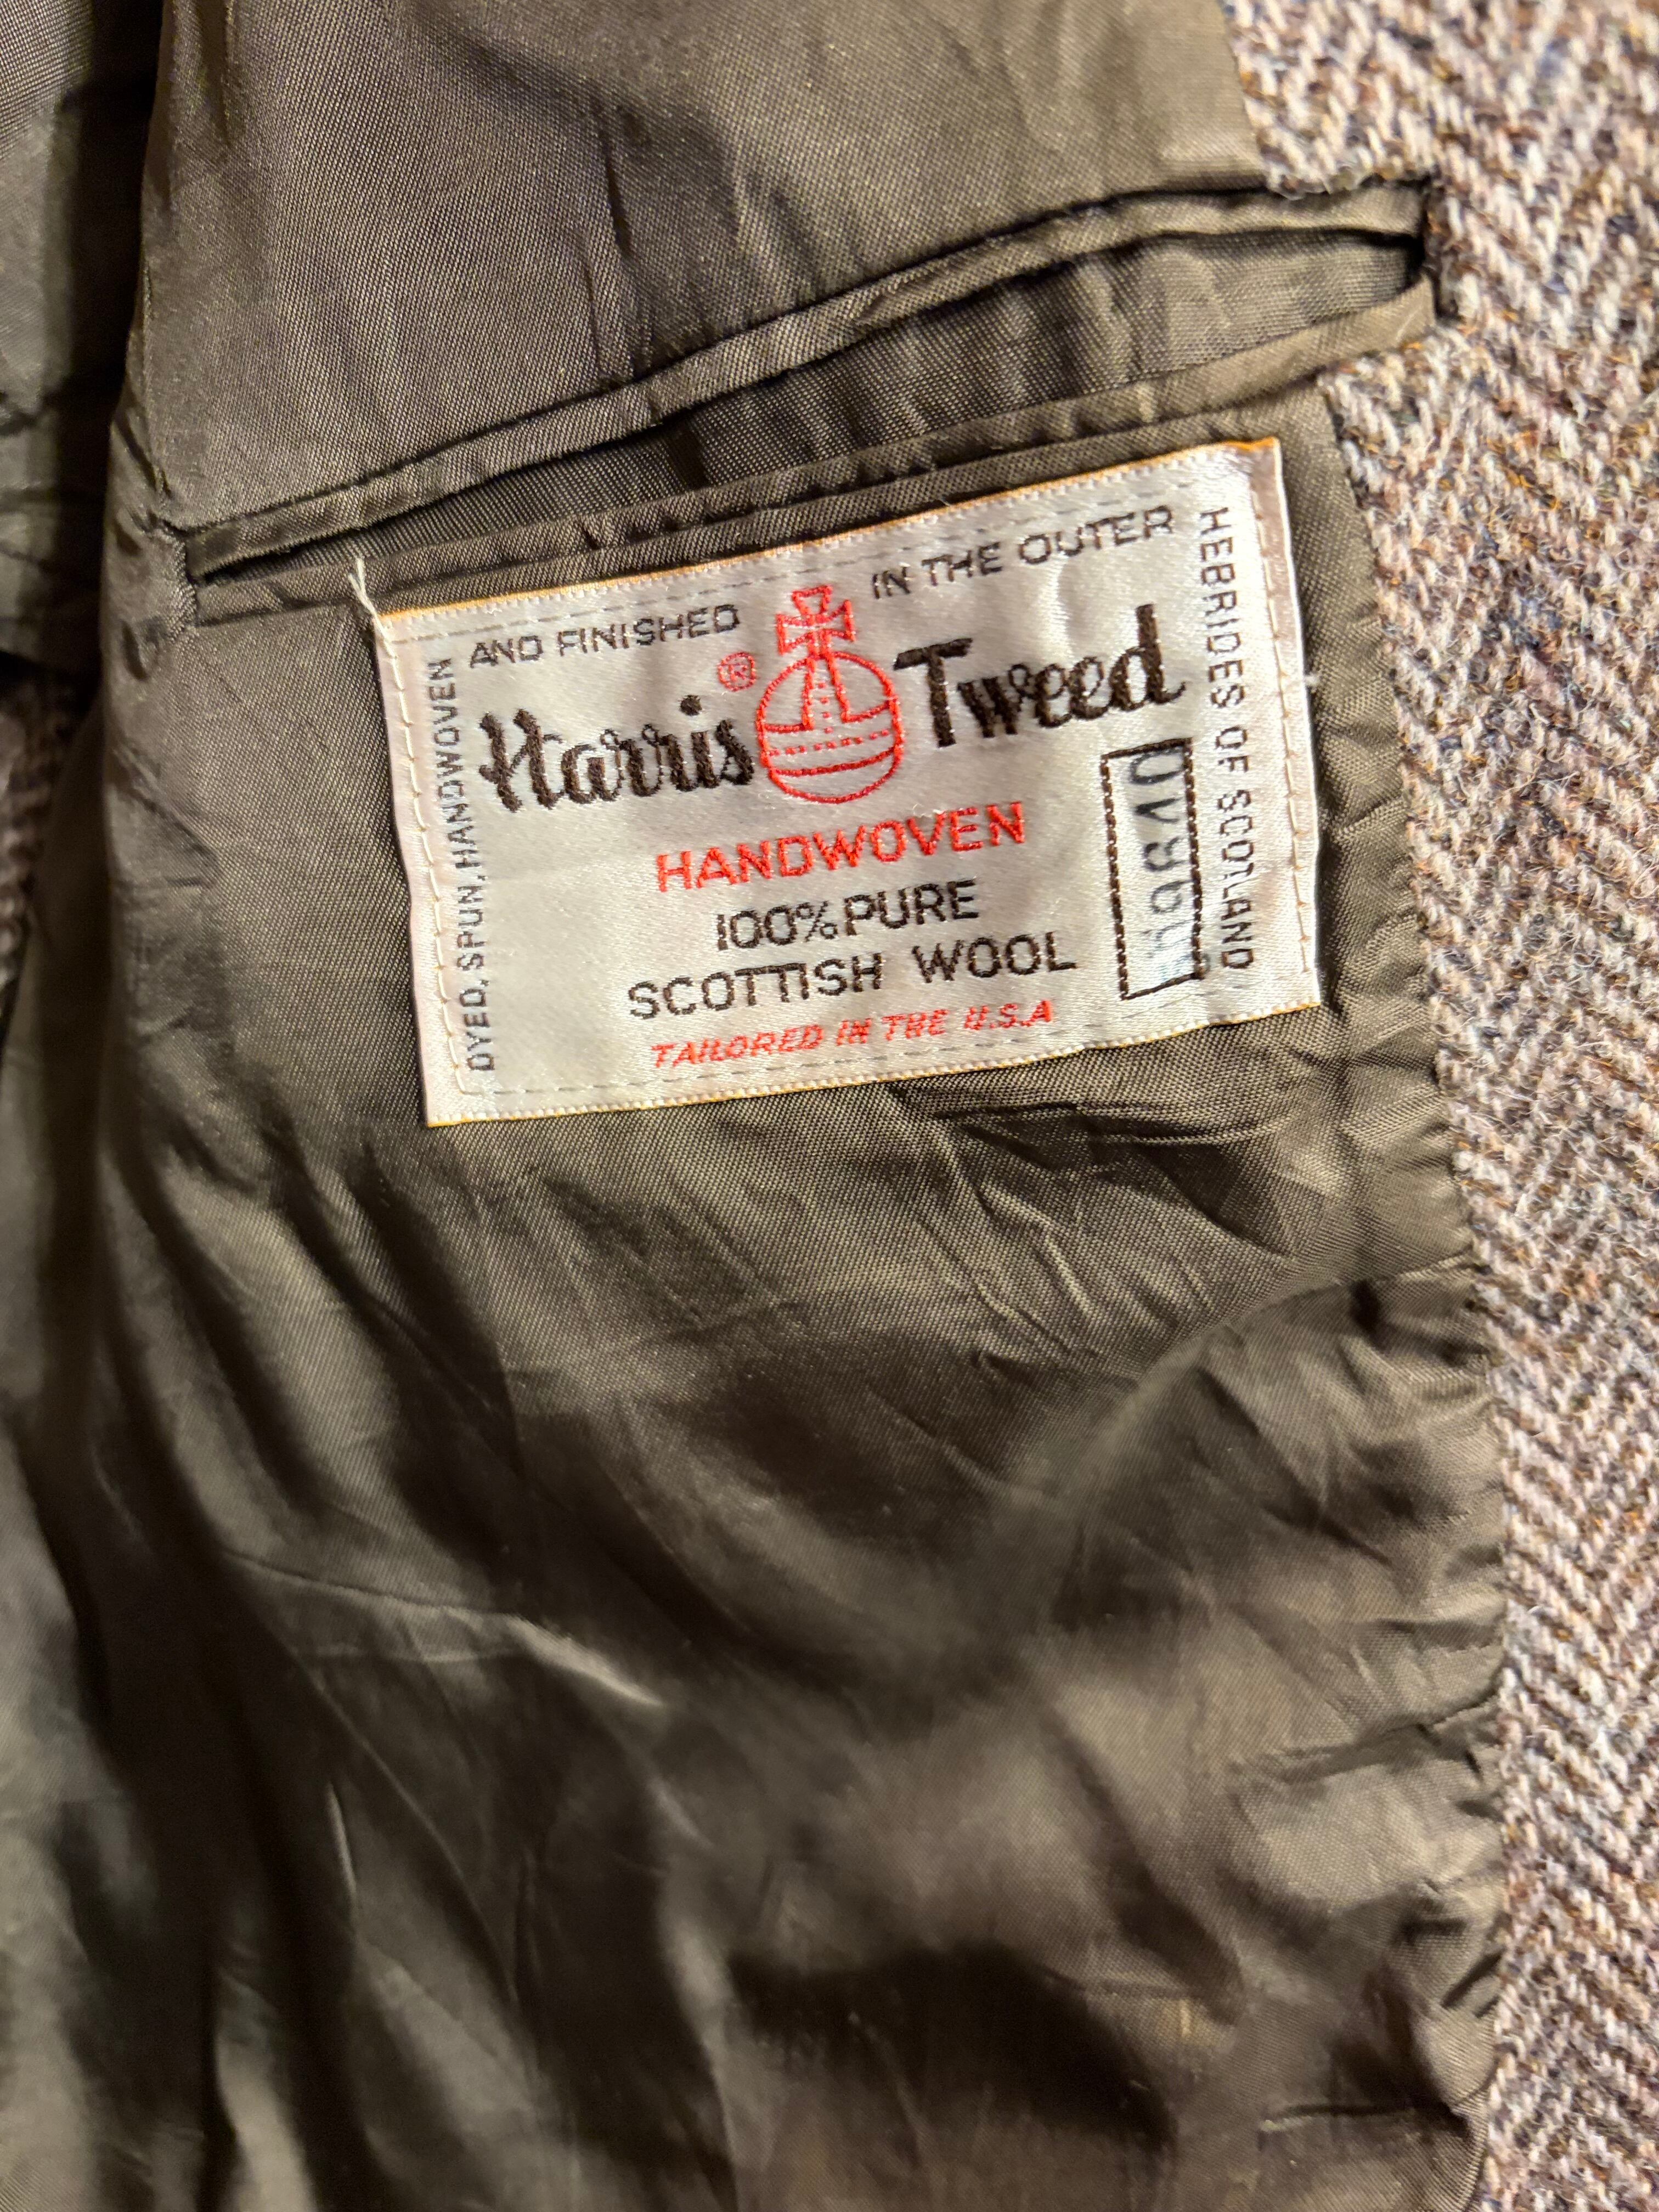 DYED, SPUN, HANDWOVEN
AND FINISHED
IN THE OUTER
HEBRIDES OF SCOTLAND
Harris ® Tweed
HANDWOVEN
100% PURE
SCOTTISH WOOL
TAILORED IN THE U.S.A